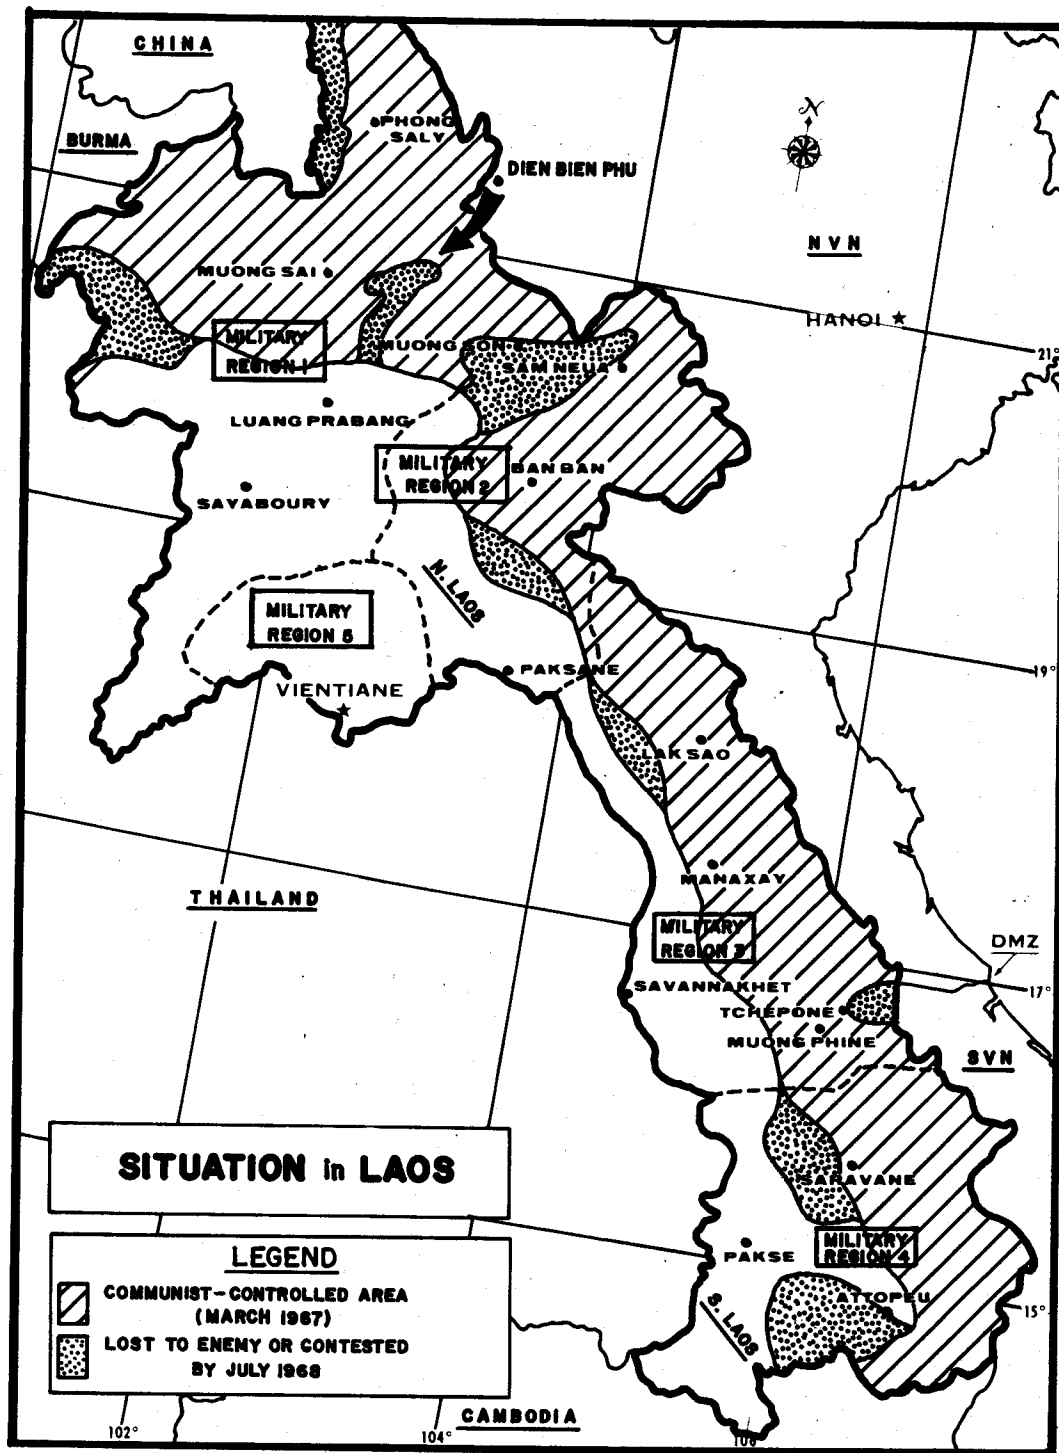 CHINA
BURMA
PHONG
SALY
N
DIEN BIEN PHU
NVN
MUONG SAI
HANOI
MILITARY
REGION 1
MUONG SON
21°
SAM NEUA
LUANG PRABANG
MILITARY
REGION 2
BAN BAN
SAYABOURY
N. LAOS
MILITARY
REGION 5
PAKSANE
19°
VIENTIANE
LAK SAO
MANAXAY
THAILAND
MILITARY
REGION 3
DMZ
SAVANNAKHET
17°
TCHEPONE
MUONG PHINE
SVN
SITUATION in LAOS
SARAVANE
MILITARY
REGION 4
PAKSE
LEGEND
COMMUNIST-CONTROLLED AREA
(MARCH 1967)
ATTOPEU
15°
S. LAOS
LOST TO ENEMY OR CONTESTED
BY JULY 1968
CAMBODIA
102°
104°
106°